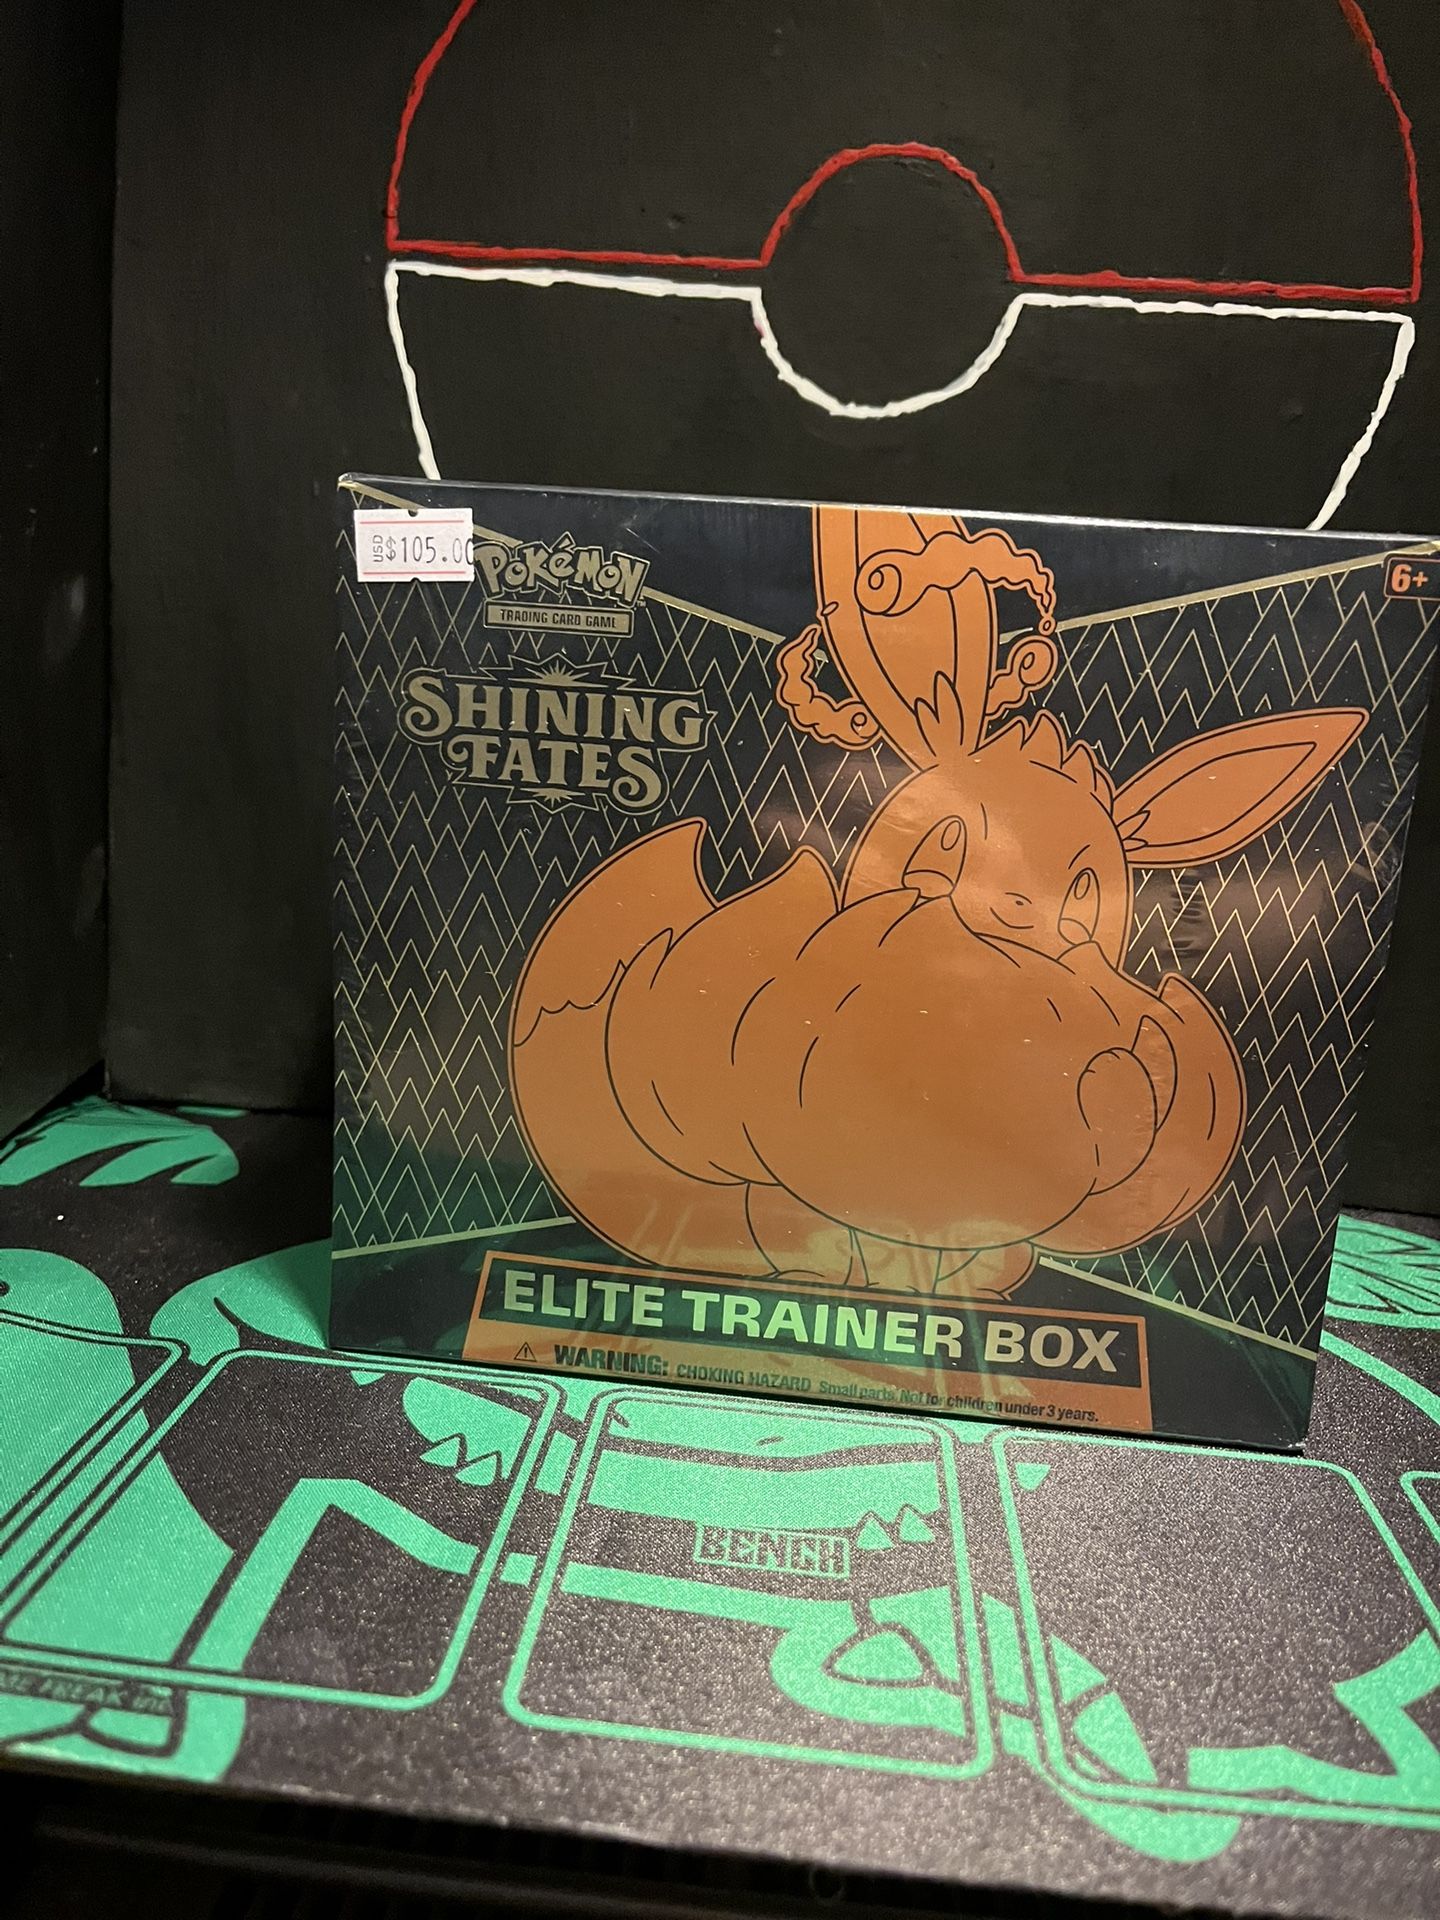 USD $105.00
POKéMON
TRADING CARD GAME
6+
SHINING
FATES
ELITE TRAINER BOX
WARNING: CHOKING HAZARD Small parts. Not for children under 3 years.
BENCH
FREAK